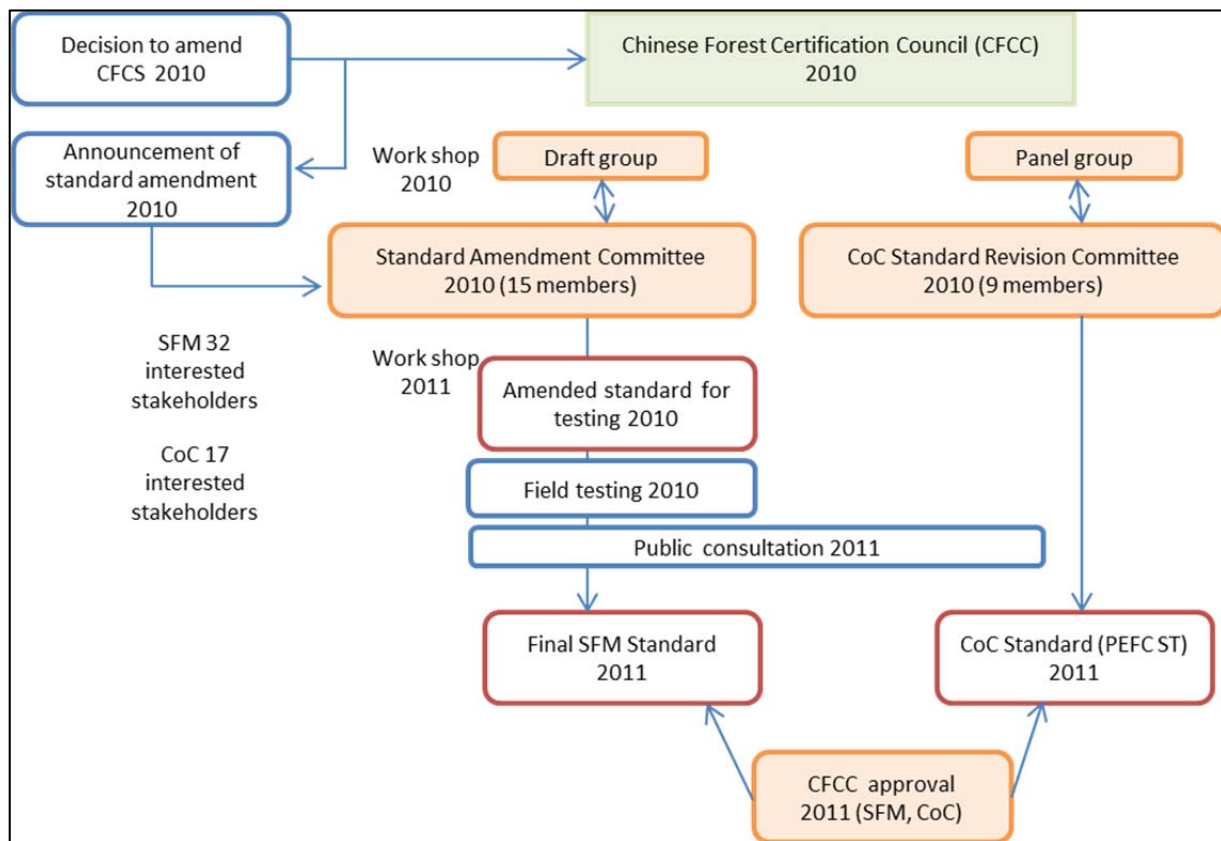 Decision to amend
CFCS 2010
Chinese Forest Certification Council (CFCC)
2010
Announcement of
standard amendment
2010
Work shop
2010
Draft group
Panel group
Standard Amendment Committee
2010 (15 members)
CoC Standard Revision Committee
2010 (9 members)
SFM 32
interested
stakeholders
CoC 17
interested
stakeholders
Work shop
2011
Amended standard for
testing 2010
Field testing 2010
Public consultation 2011
Final SFM Standard
2011
CoC Standard (PEFC ST)
2011
CFCC approval
2011 (SFM, CoC)